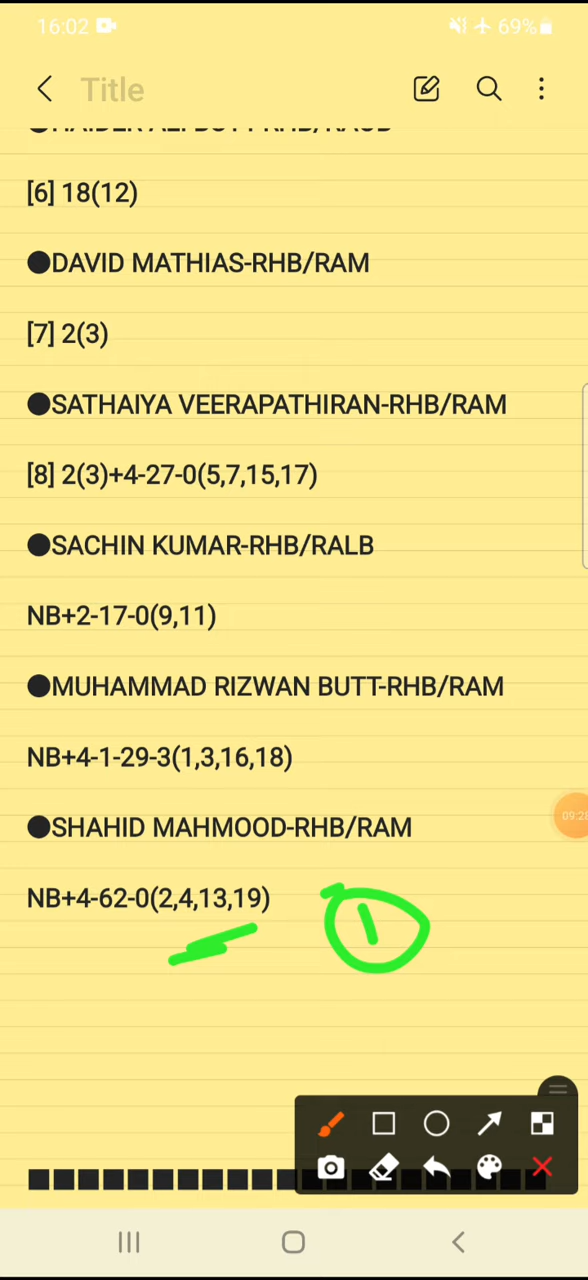 16:02
69%
Title
[6] 18(12)
●DAVID MATHIAS-RHB/RAM
[7] 2(3)
●SATHAIYA VEERAPATHIRAN-RHB/RAM
[8] 2(3)+4-27-0(5,7,15,17)
●SACHIN KUMAR-RHB/RALB
NB+2-17-0(9,11)
●MUHAMMAD RIZWAN BUTT-RHB/RAM
NB+4-1-29-3(1,3,16,18)
●SHAHID MAHMOOD-RHB/RAM
09:28
NB+4-62-0(2,4,13,19)
1